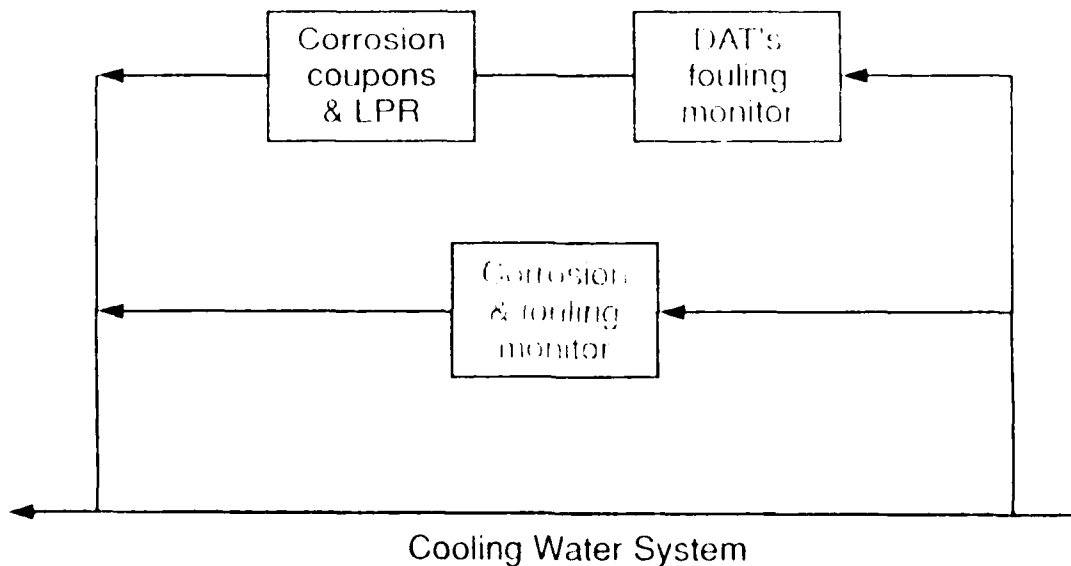 Corrosion
coupons
& LPR
DAT's
fouling
monitor
Corrosion
& fouling
monitor
Cooling Water System